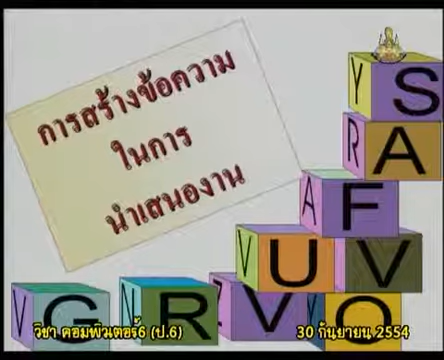 การสร้างข้อความ
ในการ
นำเสนองาน
Y S
R A
A F
V U V
V G N R Z V V O
วิชา คอมพิวเตอร์6 (ป.6)
30 กันยายน 2554